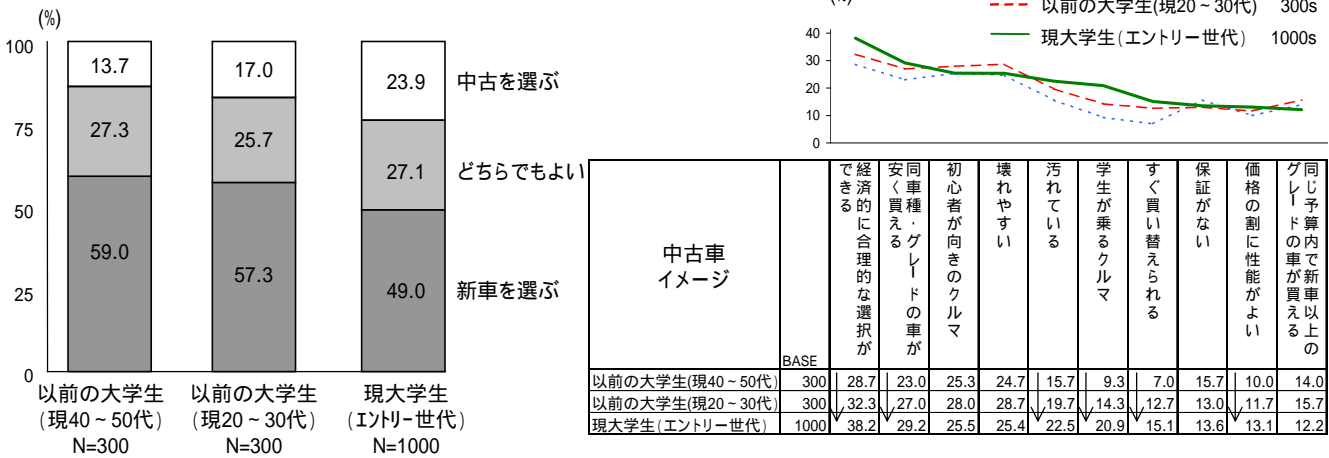 (%)
100
75
50
25
0
13.7
27.3
59.0
17.0
25.7
57.3
23.9
27.1
49.0
中古を選ぶ
どちらでもよい
新車を選ぶ
以前の大学生
(現40~50代)
N=300
以前の大学生
(現20~30代)
N=300
現大学生
(エントリー世代)
N=1000
以前の大学生(現20~30代) 300s
現大学生(エントリー世代) 1000s
40
30
20
10
0
中古車
イメージ
BASE
経済的に合理的な選択が
できる
同車種・グレードの車が
安く買える
初心者が向きのクルマ
壊れやすい
汚れている
学生が乗るクルマ
すぐ買い替えられる
保証がない
価格の割に性能がよい
同じ予算内で新車以上の
グレードの車が買える
以前の大学生(現40~50代) 300 28.7 23.0 25.3 24.7 15.7 9.3 7.0 15.7 10.0 14.0
以前の大学生(現20~30代) 300 32.3 27.0 28.0 28.7 19.7 14.3 12.7 13.0 11.7 15.7
現大学生(エントリー世代) 1000 38.2 29.2 25.5 25.4 22.5 20.9 15.1 13.6 13.1 12.2